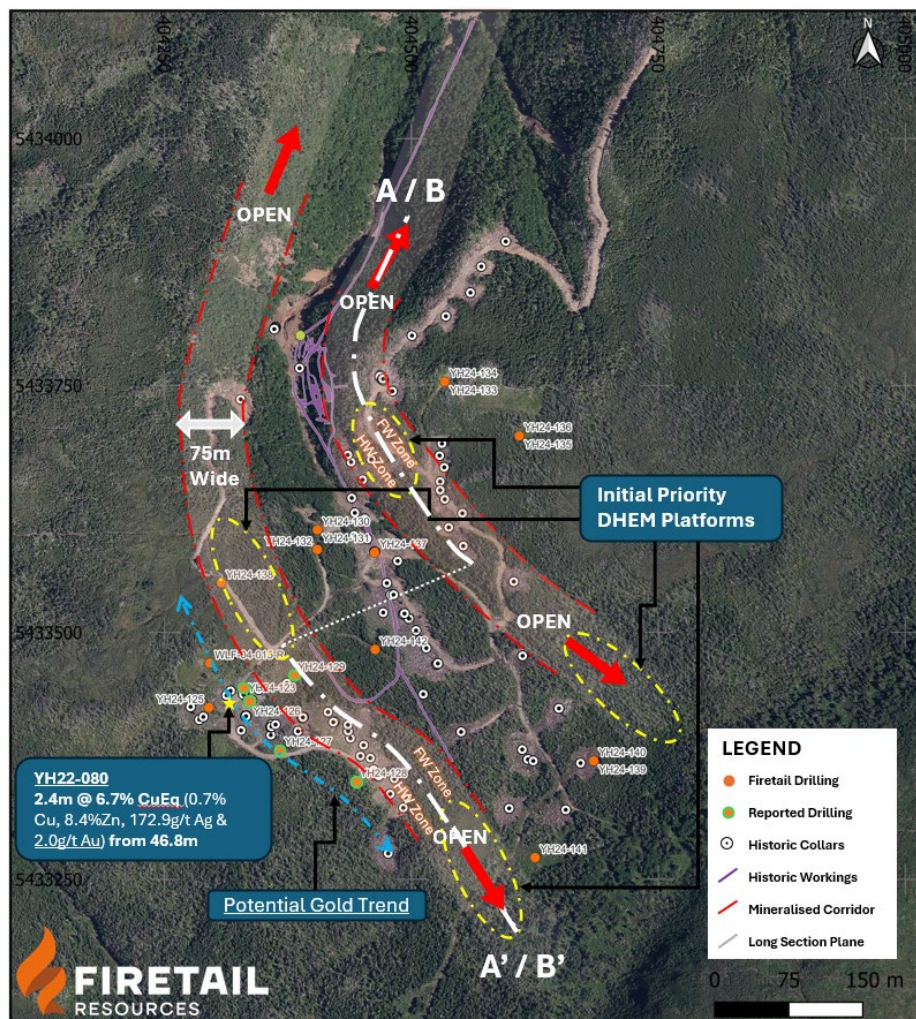 404250
404500
404750
405000
N
5434000
A / B
OPEN
OPEN
YH24-134
YH24-133
5433750
YH24-136
YH24-135
75m
Wide
FW Zone
HW Zone
Initial Priority
DHEM Platforms
YH24-130
YH24-132
YH24-131
YH24-137
YH24-138
5433500
OPEN
YH24-142
WLF-04-013-R
YH24-129
YH24-123
YH24-125
YH24-126
YH24-127
YH24-128
YH24-140
YH24-139
YH22-080
2.4m @ 6.7% CuEq (0.7%
Cu, 8.4%Zn, 172.9g/t Ag &
2.0g/t Au) from 46.8m
FW Zone
HW Zone
OPEN
YH24-141
5433250
Potential Gold Trend
A' / B'
LEGEND
Firetail Drilling
Reported Drilling
Historic Collars
Historic Workings
Mineralised Corridor
Long Section Plane
0 75 150 m
FIRETAIL
RESOURCES